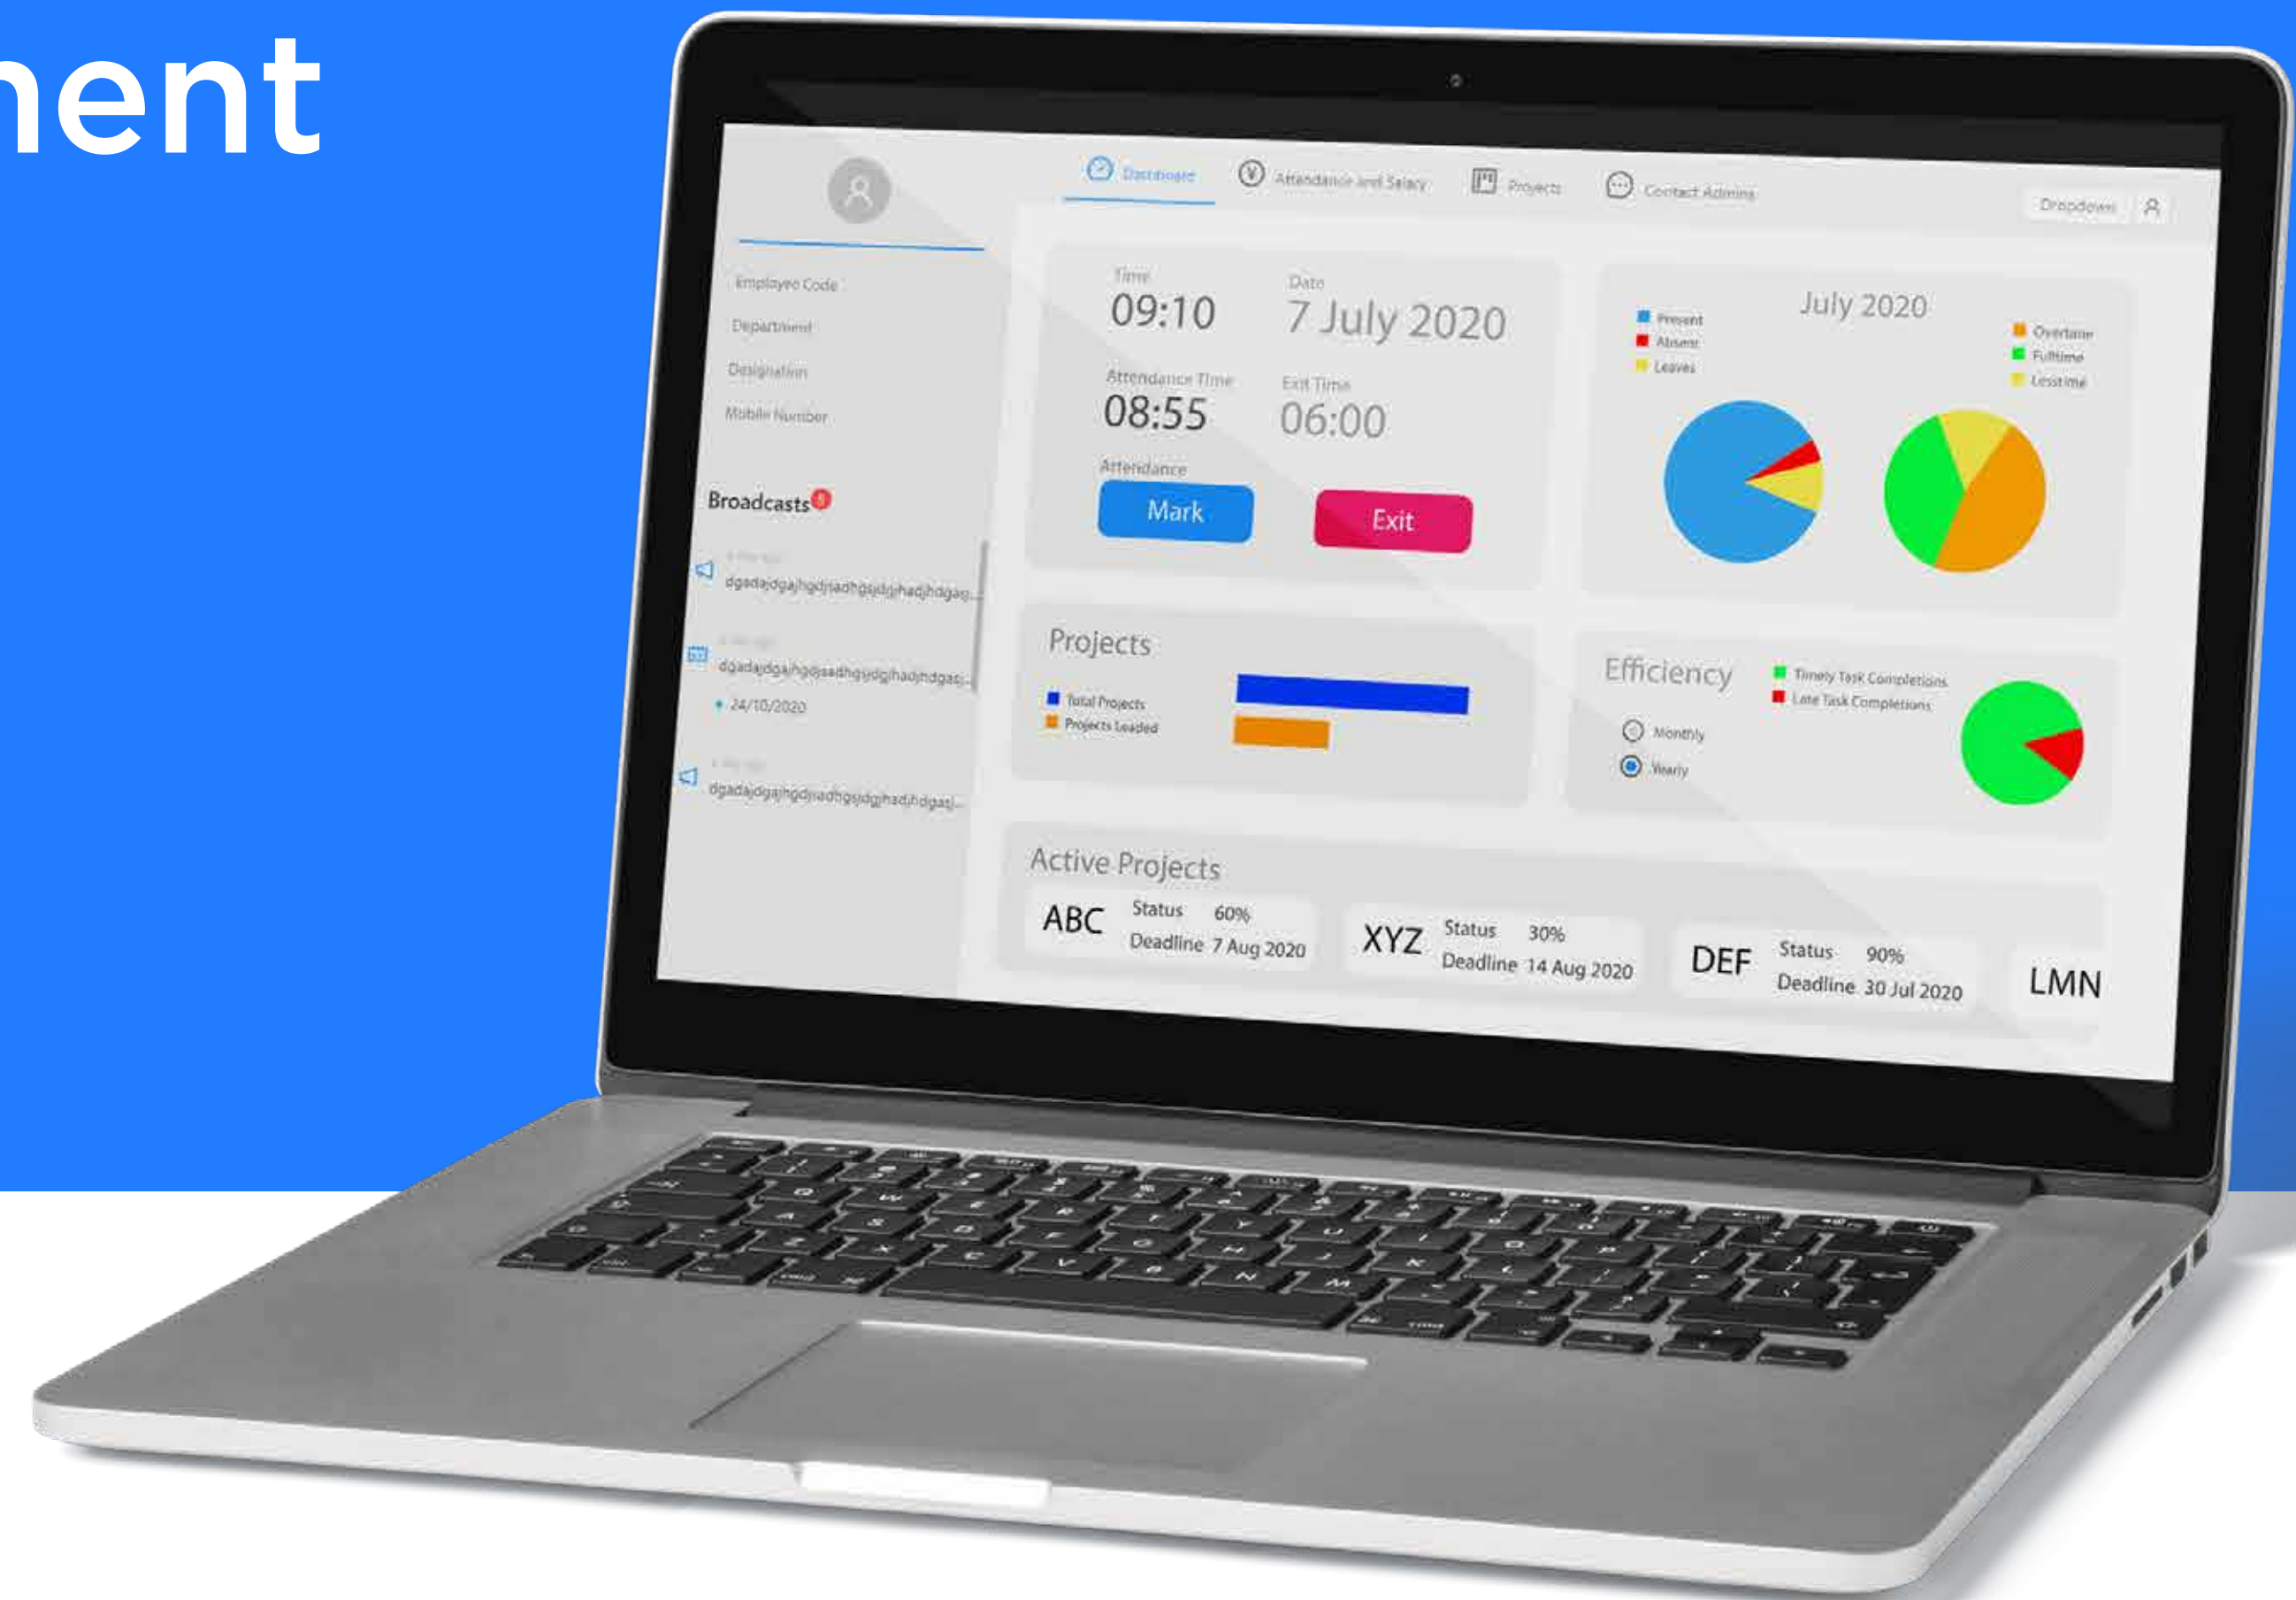 nent
Dashboard
Attendance and Salary
Projects
Contact Admins
Dropdown
Employee Code
Department
Designation
Mobile Number
Broadcasts
24/10/2020
Time
09:10
Date
7 July 2020
Attendance Time
08:55
Exit Time
06:00
Attendance
Mark
Exit
July 2020
Present
Absent
Leaves
Overtime
Fulltime
Lesstime
Projects
Total Projects
Projects Leaded
Efficiency
Monthly
Yearly
Timely Task Completions
Late Task Completions
Active Projects
ABC
Status 60%
Deadline 7 Aug 2020
XYZ
Status 30%
Deadline 14 Aug 2020
DEF
Status 90%
Deadline 30 Jul 2020
LMN